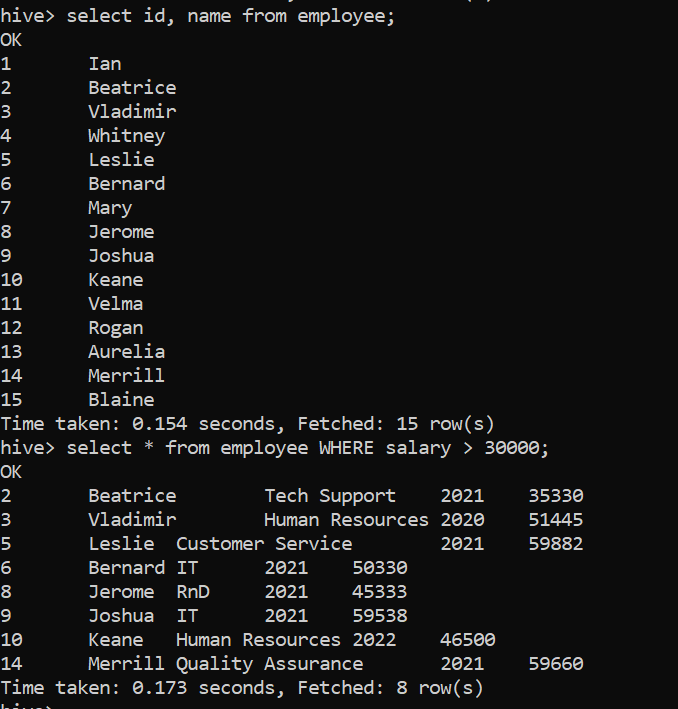 hive> select id, name from employee;
OK
1	Ian
2	Beatrice
3	Vladimir
4	Whitney
5	Leslie
6	Bernard
7	Mary
8	Jerome
9	Joshua
10	Keane
11	Velma
12	Rogan
13	Aurelia
14	Merrill
15	Blaine
Time taken: 0.154 seconds, Fetched: 15 row(s)
hive> select * from employee WHERE salary > 30000;
OK
2	Beatrice	Tech Support	2021	35330
3	Vladimir	Human Resources	2020	51445
5	Leslie	Customer Service	2021	59882
6	Bernard	IT	2021	50330
8	Jerome	RnD	2021	45333
9	Joshua	IT	2021	59538
10	Keane	Human Resources	2022	46500
14	Merrill	Quality Assurance	2021	59660
Time taken: 0.173 seconds, Fetched: 8 row(s)
hive>